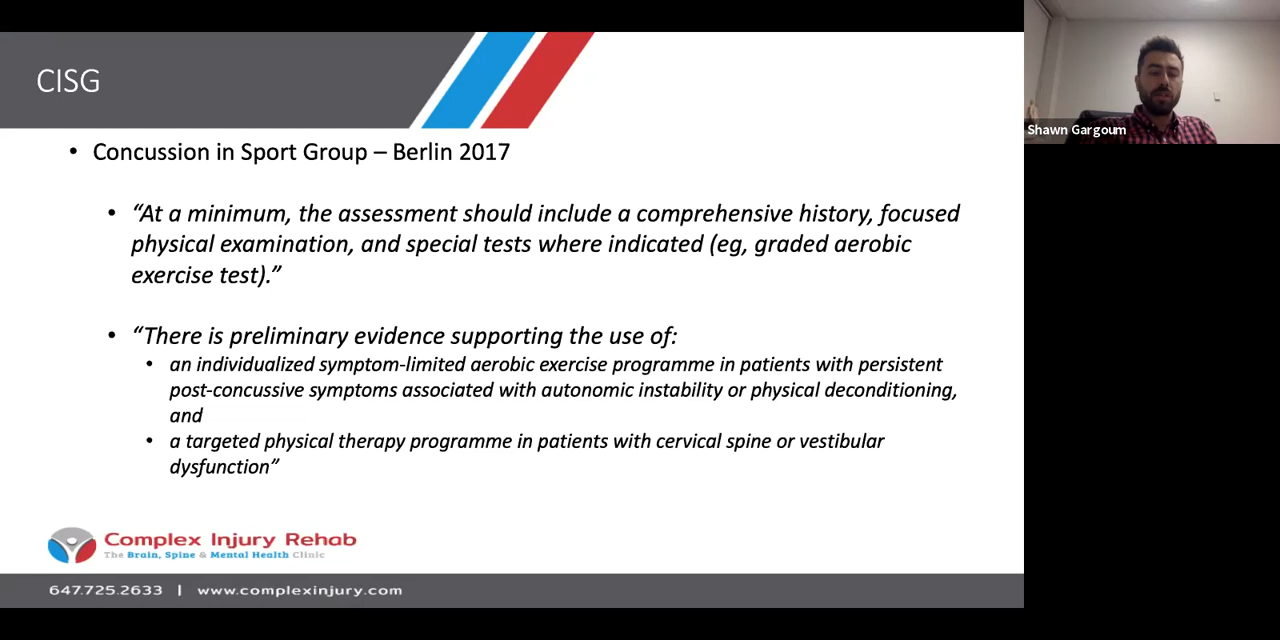 CISG
• Concussion in Sport Group – Berlin 2017
• “At a minimum, the assessment should include a comprehensive history, focused
physical examination, and special tests where indicated (eg, graded aerobic
exercise test).”
• “There is preliminary evidence supporting the use of:
• an individualized symptom-limited aerobic exercise programme in patients with persistent
post-concussive symptoms associated with autonomic instability or physical deconditioning,
and
• a targeted physical therapy programme in patients with cervical spine or vestibular
dysfunction”
Complex Injury Rehab
The Brain, Spine & Mental Health Clinic
647.725.2633 | www.complexinjury.com
Shawn Gargoum